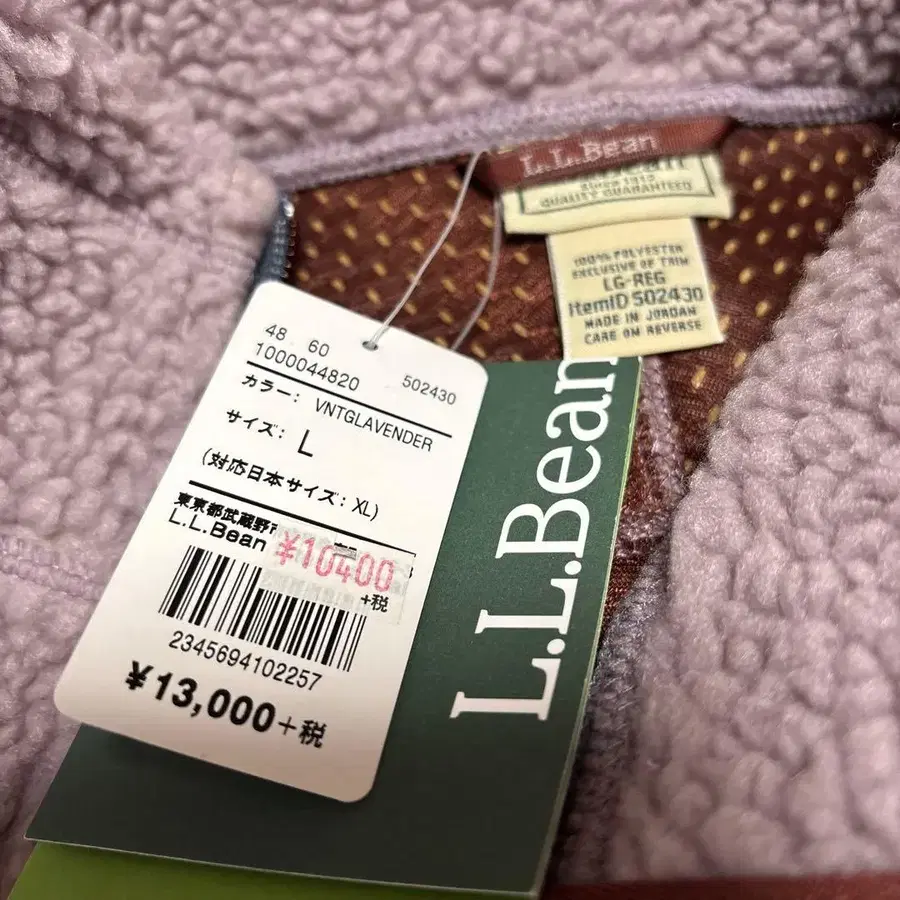 L.L.Bean
Since 1912
QUALITY GUARANTEED
100% POLYESTER
EXCLUSIVE OF TRIM
LG-REG
ItemID 502430
MADE IN JORDAN
CARE ON REVERSE
48 60
1000044820 502430
カラー: VNTGLAVENDER
サイズ: L
(対応日本サイズ: XL)
東京都武蔵野
L.L.Bean
¥10400
+税
2345694102257
¥13,000+税
L.L.Bean